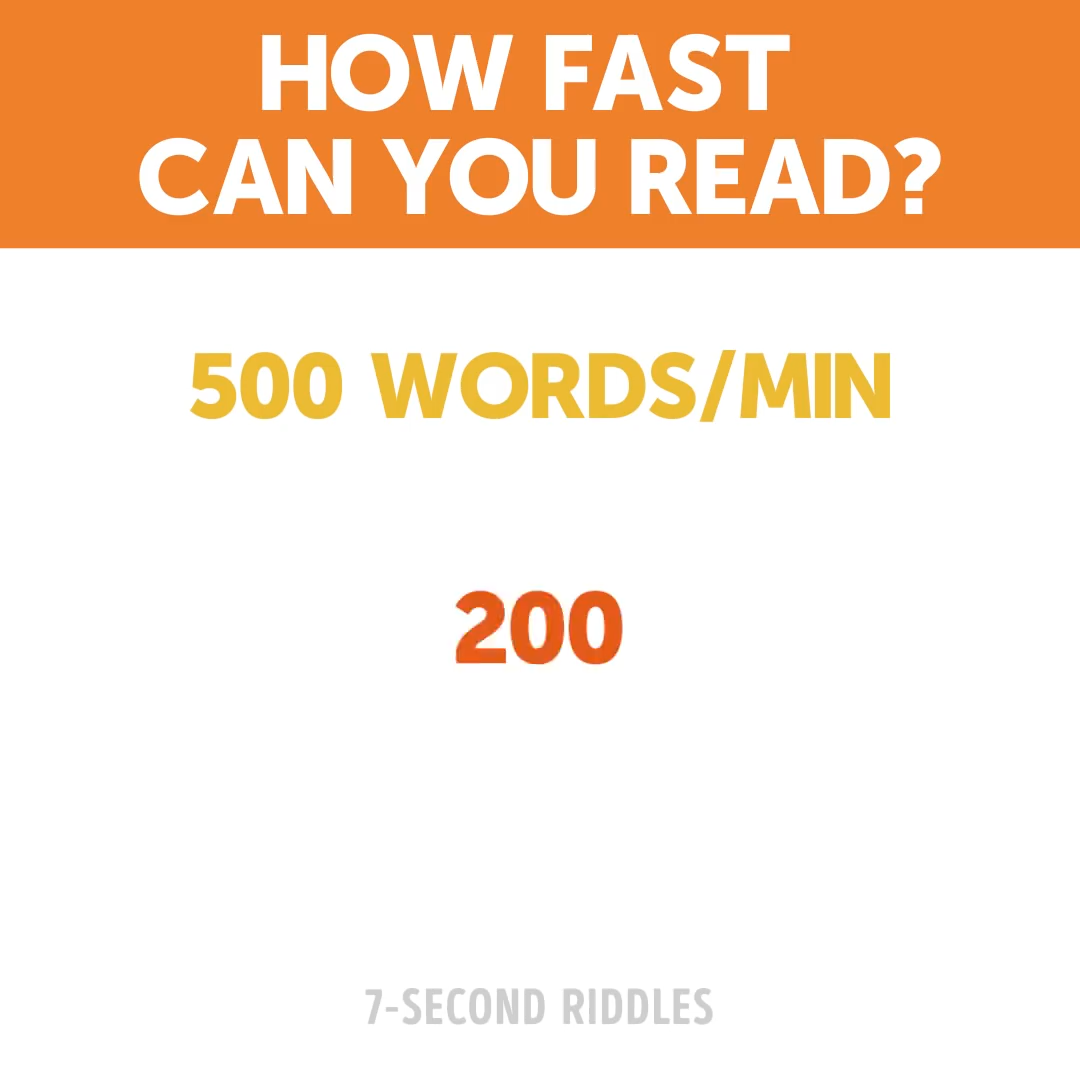 HOW FAST
CAN YOU READ?
500 WORDS/MIN
200
7-SECOND RIDDLES